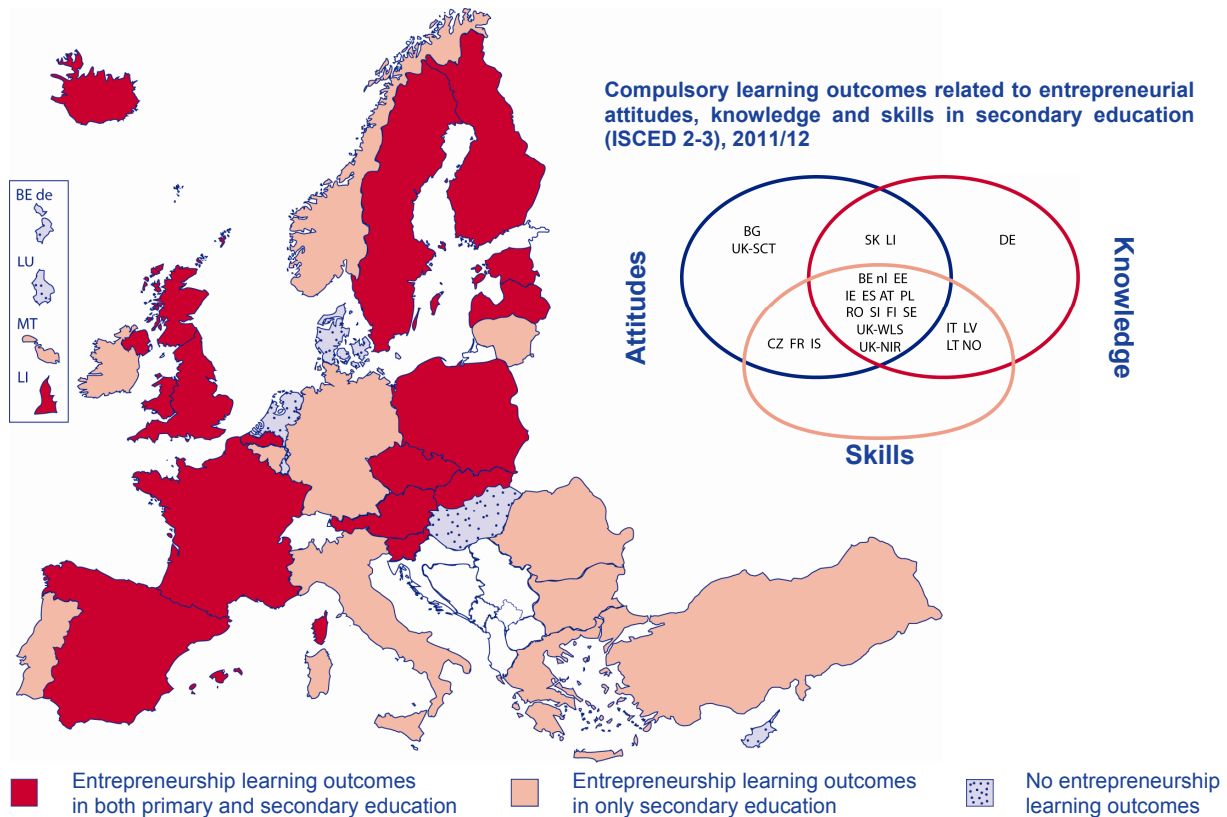 Compulsory learning outcomes related to entrepreneurial
attitudes, knowledge and skills in secondary education
(ISCED 2-3), 2011/12
BE de
LU
MT
LI
Attitudes
Knowledge
Skills
BG
UK-SCT
SK LI
DE
BE nl EE
IE ES AT PL
RO SI FI SE
UK-WLS
UK-NIR
CZ FR IS
IT LV
LT NO
Entrepreneurship learning outcomes
in both primary and secondary education
Entrepreneurship learning outcomes
in only secondary education
No entrepreneurship
learning outcomes